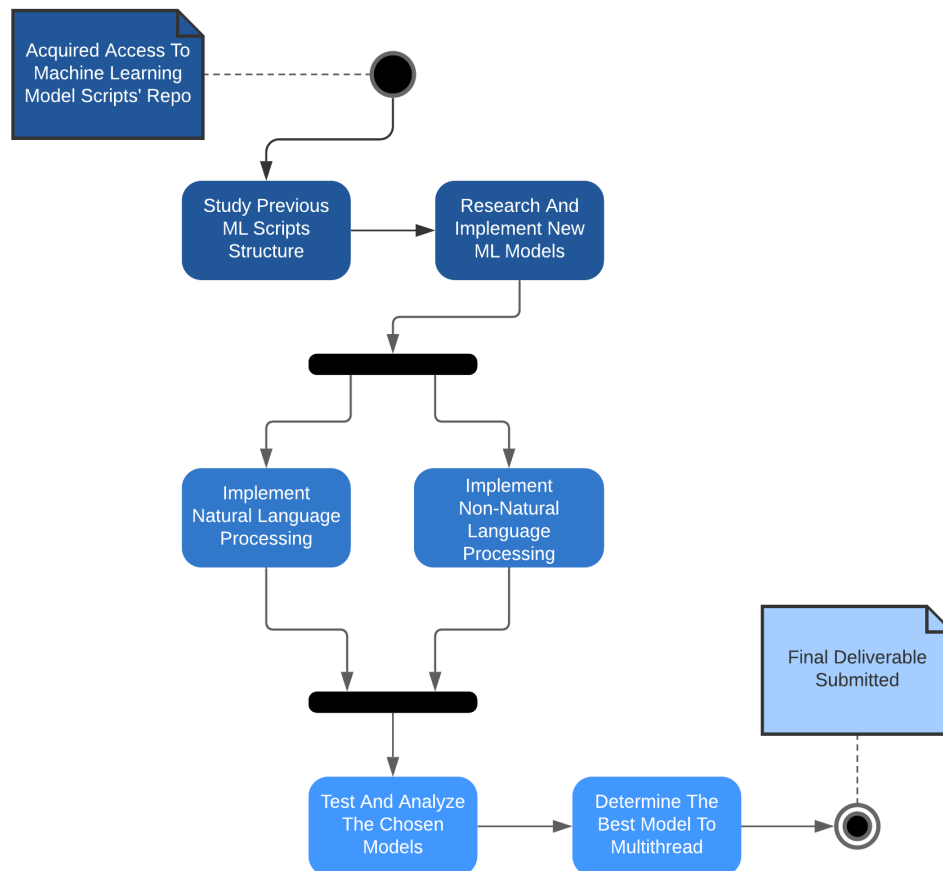 Acquired Access To
Machine Learning
Model Scripts' Repo
Study Previous
ML Scripts
Structure
Research And
Implement New
ML Models
Implement
Natural Language
Processing
Implement
Non-Natural
Language
Processing
Final Deliverable
Submitted
Test And Analyze
The Chosen
Models
Determine The
Best Model To
Multithread